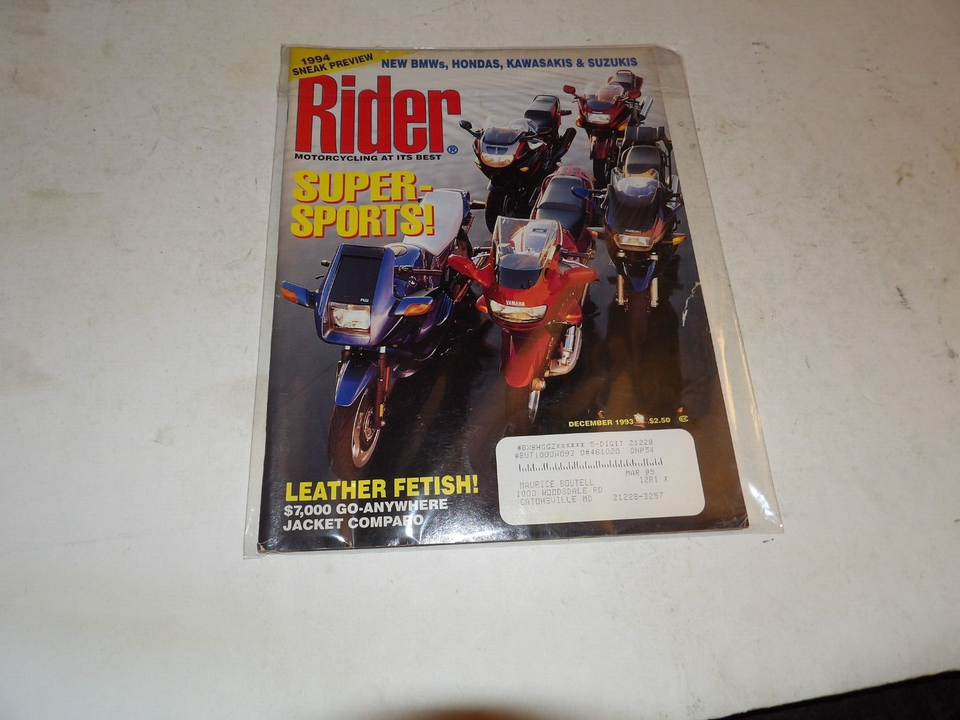 1994
SNEAK PREVIEW
NEW BMWs, HONDAS, KAWASAKIS & SUZUKIS
Rider®
MOTORCYCLING AT ITS BEST
SUPER-
SPORTS!
YAMAHA
SUZUKI
DECEMBER 1993 $2.50
5-DIGIT 21228
MAR 95
12R1 X
MAURICE BOUTELL
1000 WOODSDALE RD
CATONSVILLE MD 21228-3257
LEATHER FETISH!
$7,000 GO-ANYWHERE
JACKET COMPARO